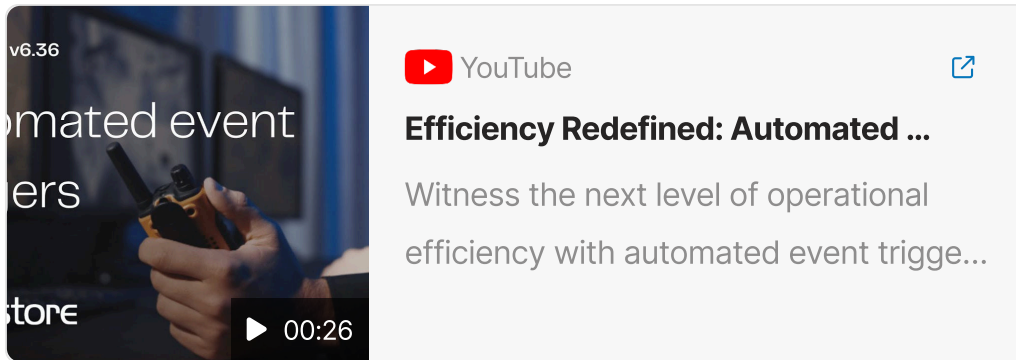 v6.36
omated event
ers
store
00:26
YouTube
Efficiency Redefined: Automated ...
Witness the next level of operational
efficiency with automated event trigge...